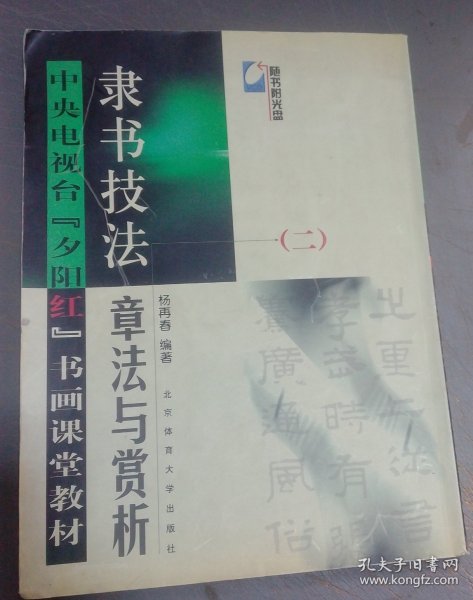 中央电视台『夕阳红』书画课堂教材
隶书技法
(二)
章法与赏析
杨再春 编著
北京体育大学出版社
随书附光盘
孔夫子旧书网
www.kongfz.com